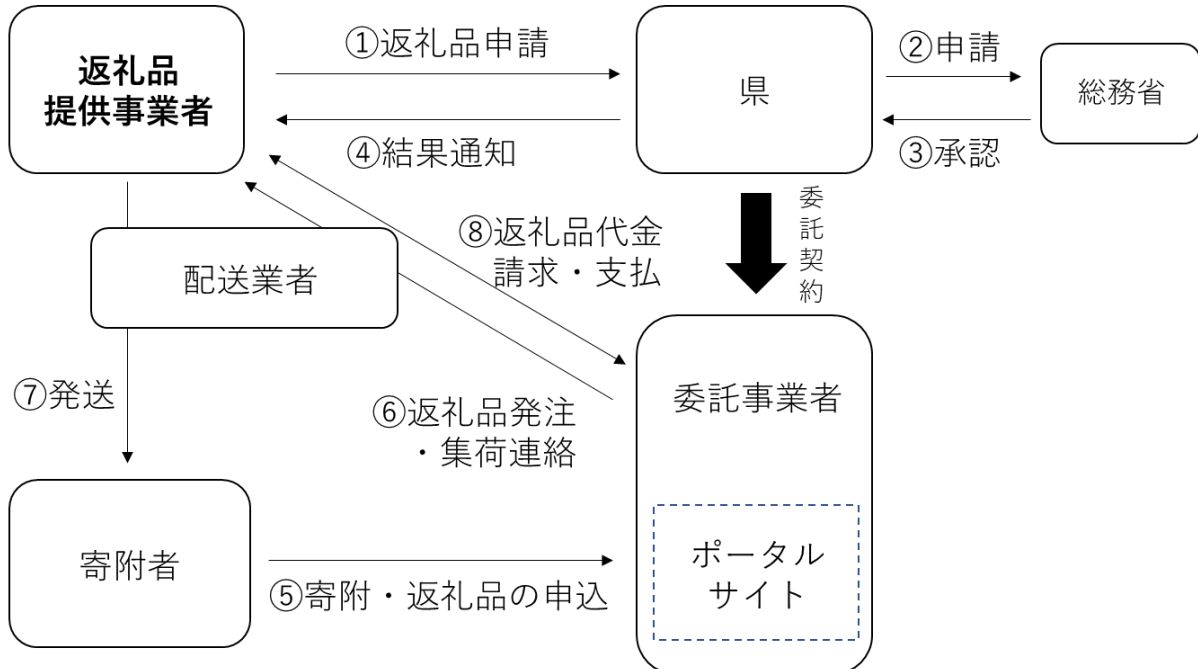 返礼品
提供事業者
①返礼品申請
④結果通知
県
②申請
③承認
総務省
委託契約
⑧返礼品代金
請求・支払
配送業者
⑦発送
⑥返礼品発注
・集荷連絡
委託事業者
ポータル
サイト
寄附者
⑤寄附・返礼品の申込